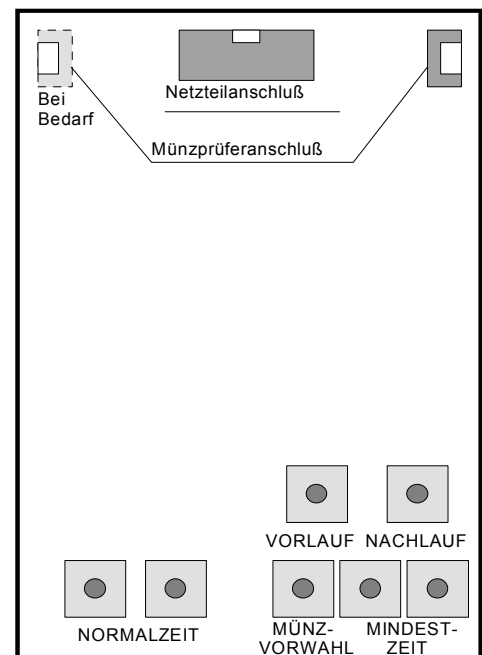 Bei
Bedarf
Netzteilanschluß
Münzprüferanschluß
VORLAUF NACHLAUF
NORMALZEIT
MÜNZ-
VORWAHL
MINDEST-
ZEIT